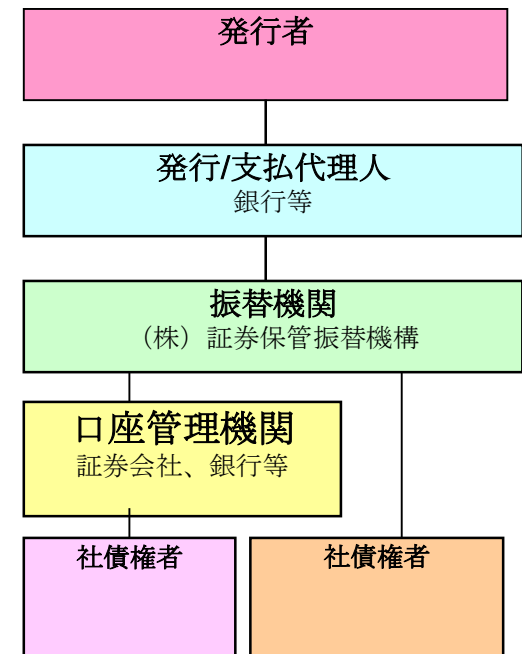 発行者
発行/支払代理人
銀行等
振替機関
（株）証券保管振替機構
口座管理機関
証券会社、銀行等
社債権者
社債権者